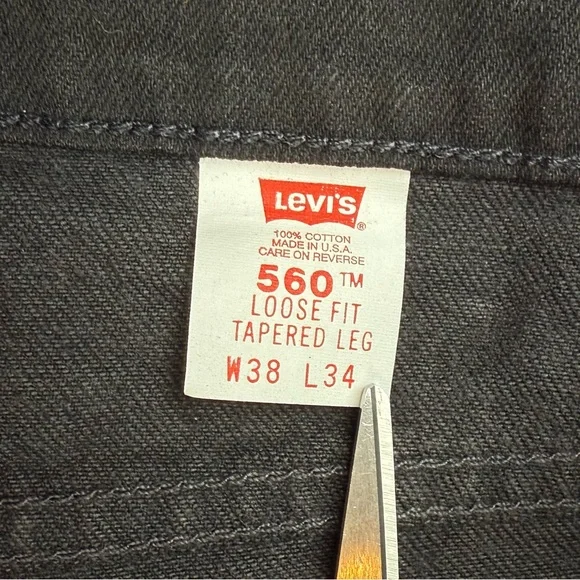 Levi's ®
100% COTTON
MADE IN U.S.A.
CARE ON REVERSE
560™
LOOSE FIT
TAPERED LEG
W38 L34